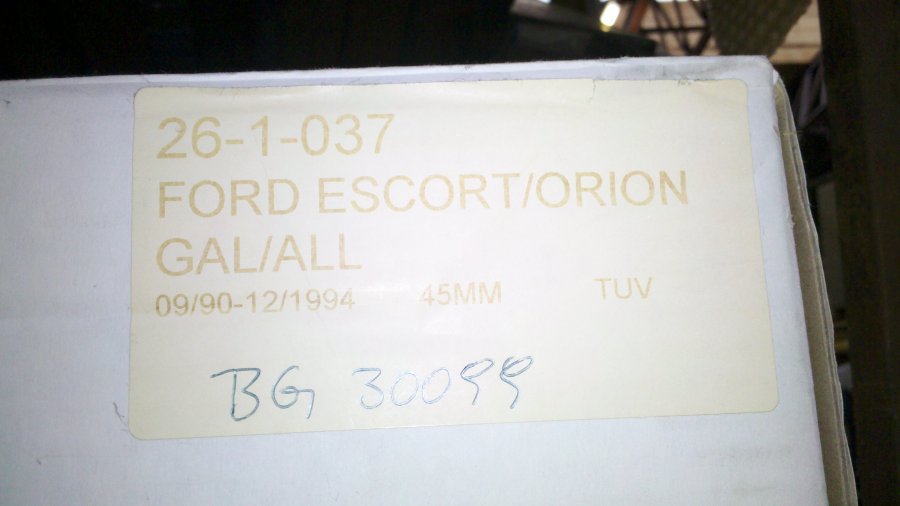 26-1-037
FORD ESCORT/ORION
GAL/ALL
09/90-12/1994 45MM TUV
BG 30099